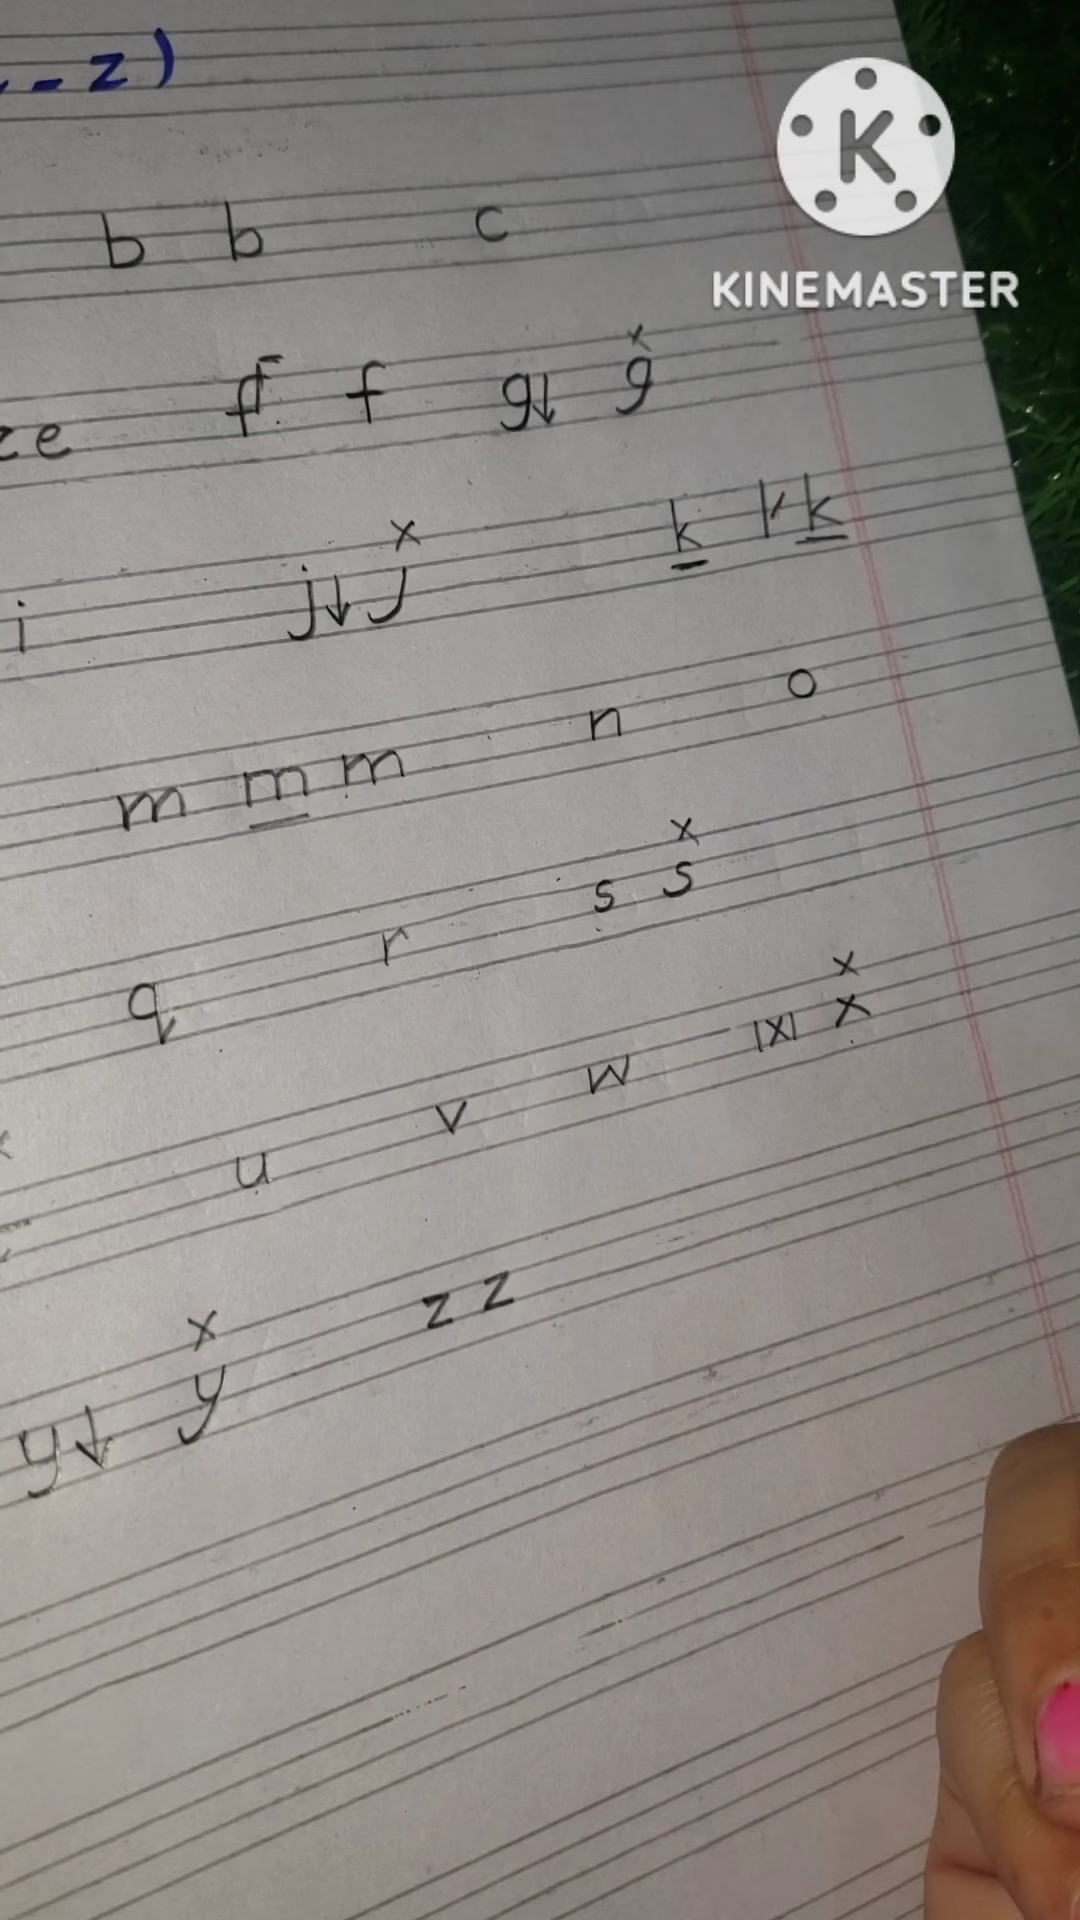 - z )
K
KINEMASTER
b b c
e f f g↓ g
x
i j↓ j k k
x
m m m n o
q r s s
x
u v w |x| x
x
y↓ y z z
x